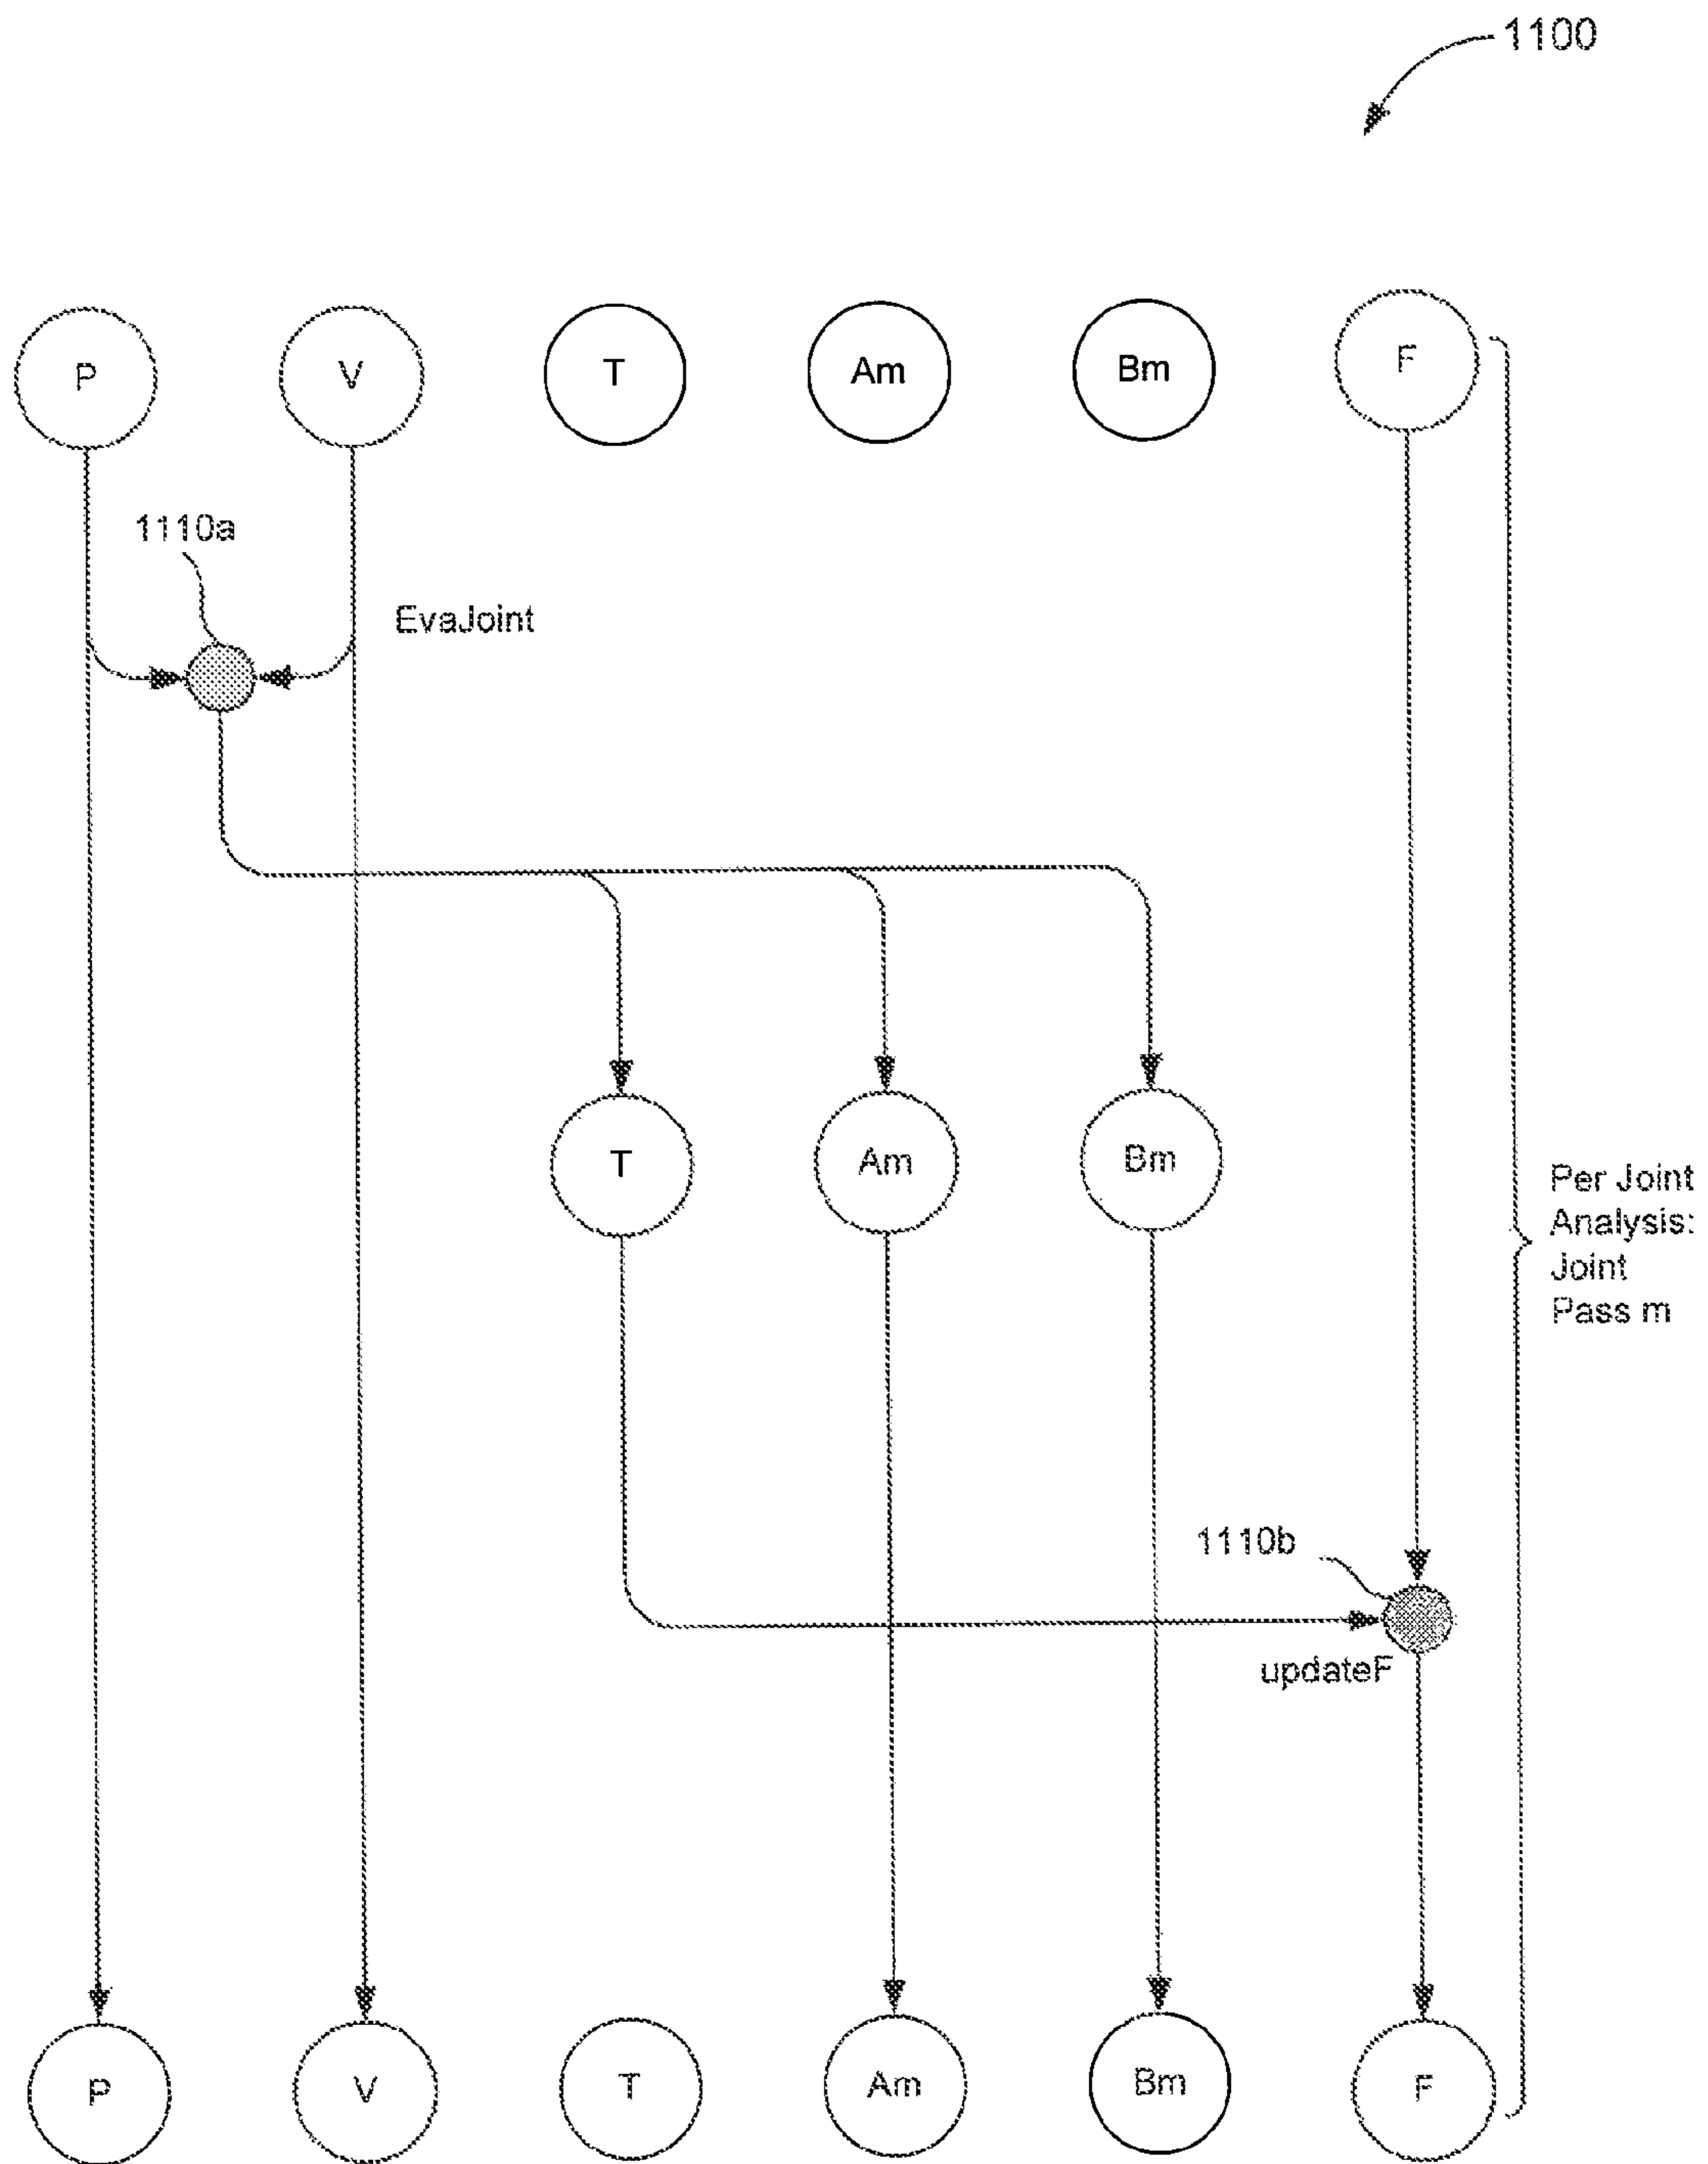 1100
P
V
T
Am
Bm
F
1110a
EvaJoint
T
Am
Bm
Per Joint
Analysis:
Joint
Pass m
1110b
updateF
P
V
T
Am
Bm
F